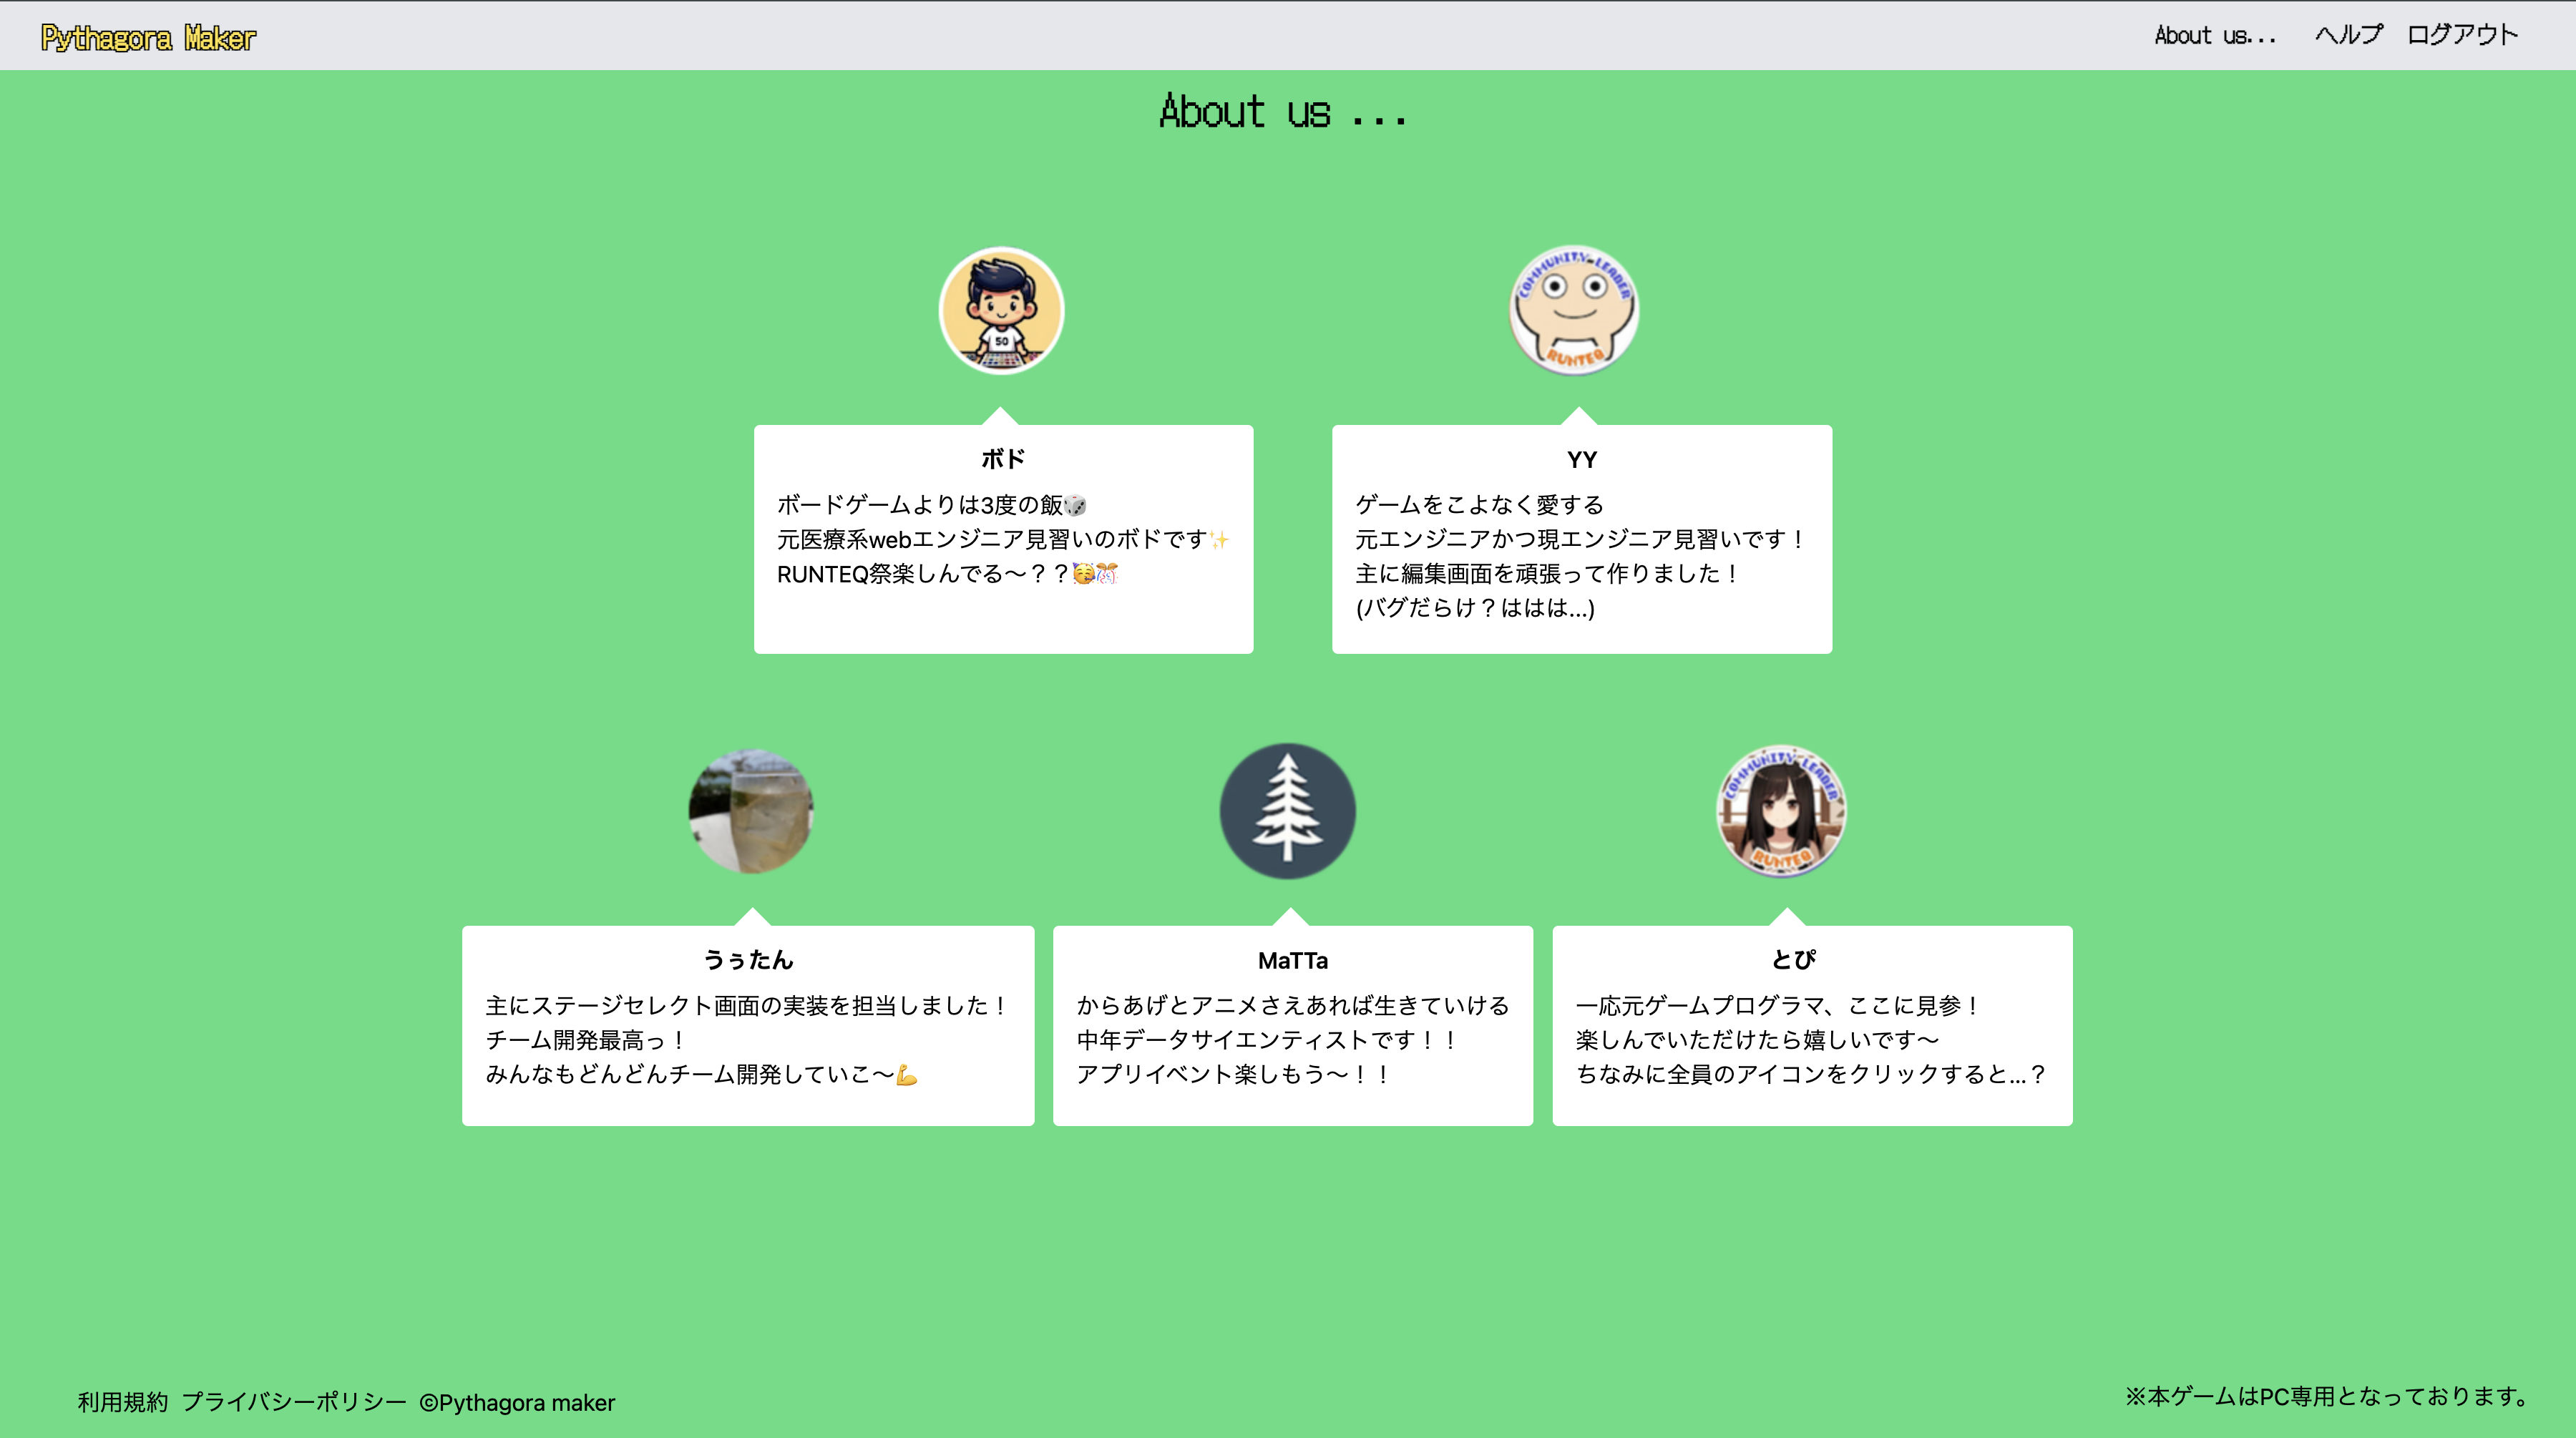 Pythagora Maker
About us... ヘルプ ログアウト
About us ...
50
COMMUNITY LEADER
RUNTEQ
ボド
ボードゲームよりは3度の飯🎲
元医療系webエンジニア見習いのボドです✨
RUNTEQ祭楽しんでる〜？？🥳🎊
YY
ゲームをこよなく愛する
元エンジニアかつ現エンジニア見習いです！
主に編集画面を頑張って作りました！
(バグだらけ？ははは...)
COMMUNITY LEADER
RUNTEQ
うぅたん
主にステージセレクト画面の実装を担当しました！
チーム開発最高っ！
みんなもどんどんチーム開発していこ〜💪
MaTTa
からあげとアニメさえあれば生きていける
中年データサイエンティストです！！
アプリイベント楽しもう〜！！
とぴ
一応元ゲームプログラマ、ここに見参！
楽しんでいただけたら嬉しいです〜
ちなみに全員のアイコンをクリックすると...？
利用規約 プライバシーポリシー ©Pythagora maker
※本ゲームはPC専用となっております。